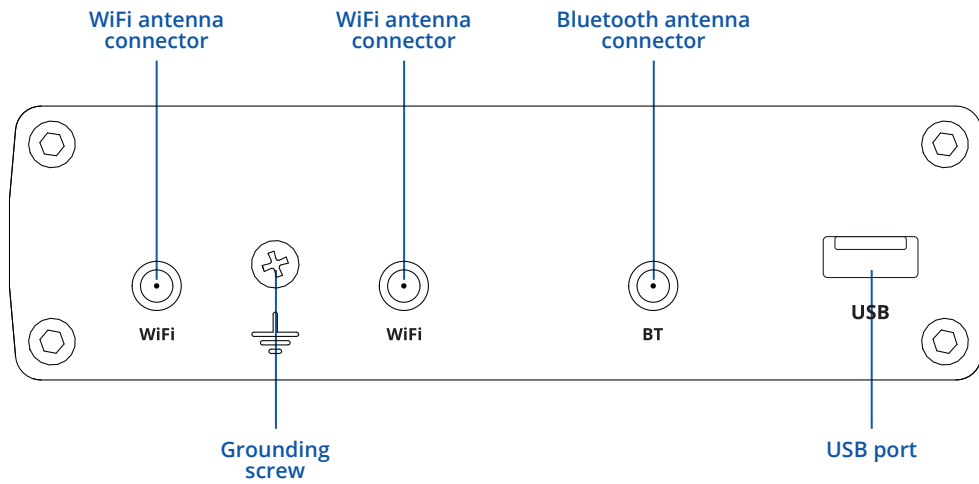 WiFi antenna
connector
WiFi antenna
connector
Bluetooth antenna
connector
WiFi
WiFi
BT
USB
Grounding
screw
USB port